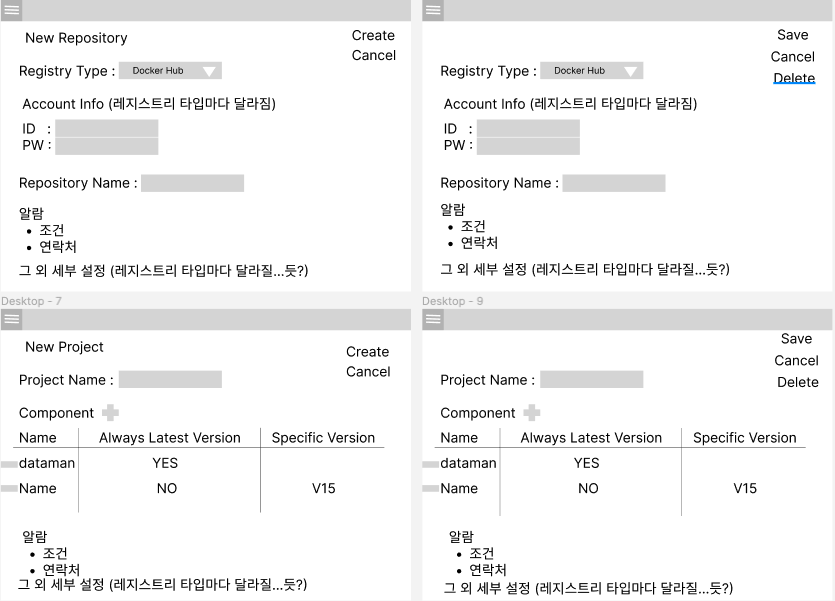 New Repository
Create
Cancel
Registry Type : Docker Hub
Account Info (레지스트리 타입마다 달라짐)
ID :
PW :
Repository Name :
알람
• 조건
• 연락처
그 외 세부 설정 (레지스트리 타입마다 달라질...듯?)
Save
Cancel
Delete
Registry Type : Docker Hub
Account Info (레지스트리 타입마다 달라짐)
ID :
PW :
Repository Name :
알람
• 조건
• 연락처
그 외 세부 설정 (레지스트리 타입마다 달라질...듯?)
Desktop - 7
New Project
Create
Cancel
Project Name :
Component
Name Always Latest Version Specific Version
dataman YES
Name NO V15
알람
• 조건
• 연락처
그 외 세부 설정 (레지스트리 타입마다 달라질...듯?)
Desktop - 9
Save
Cancel
Delete
Project Name :
Component
Name Always Latest Version Specific Version
dataman YES
Name NO V15
알람
• 조건
• 연락처
그 외 세부 설정 (레지스트리 타입마다 달라질...듯?)